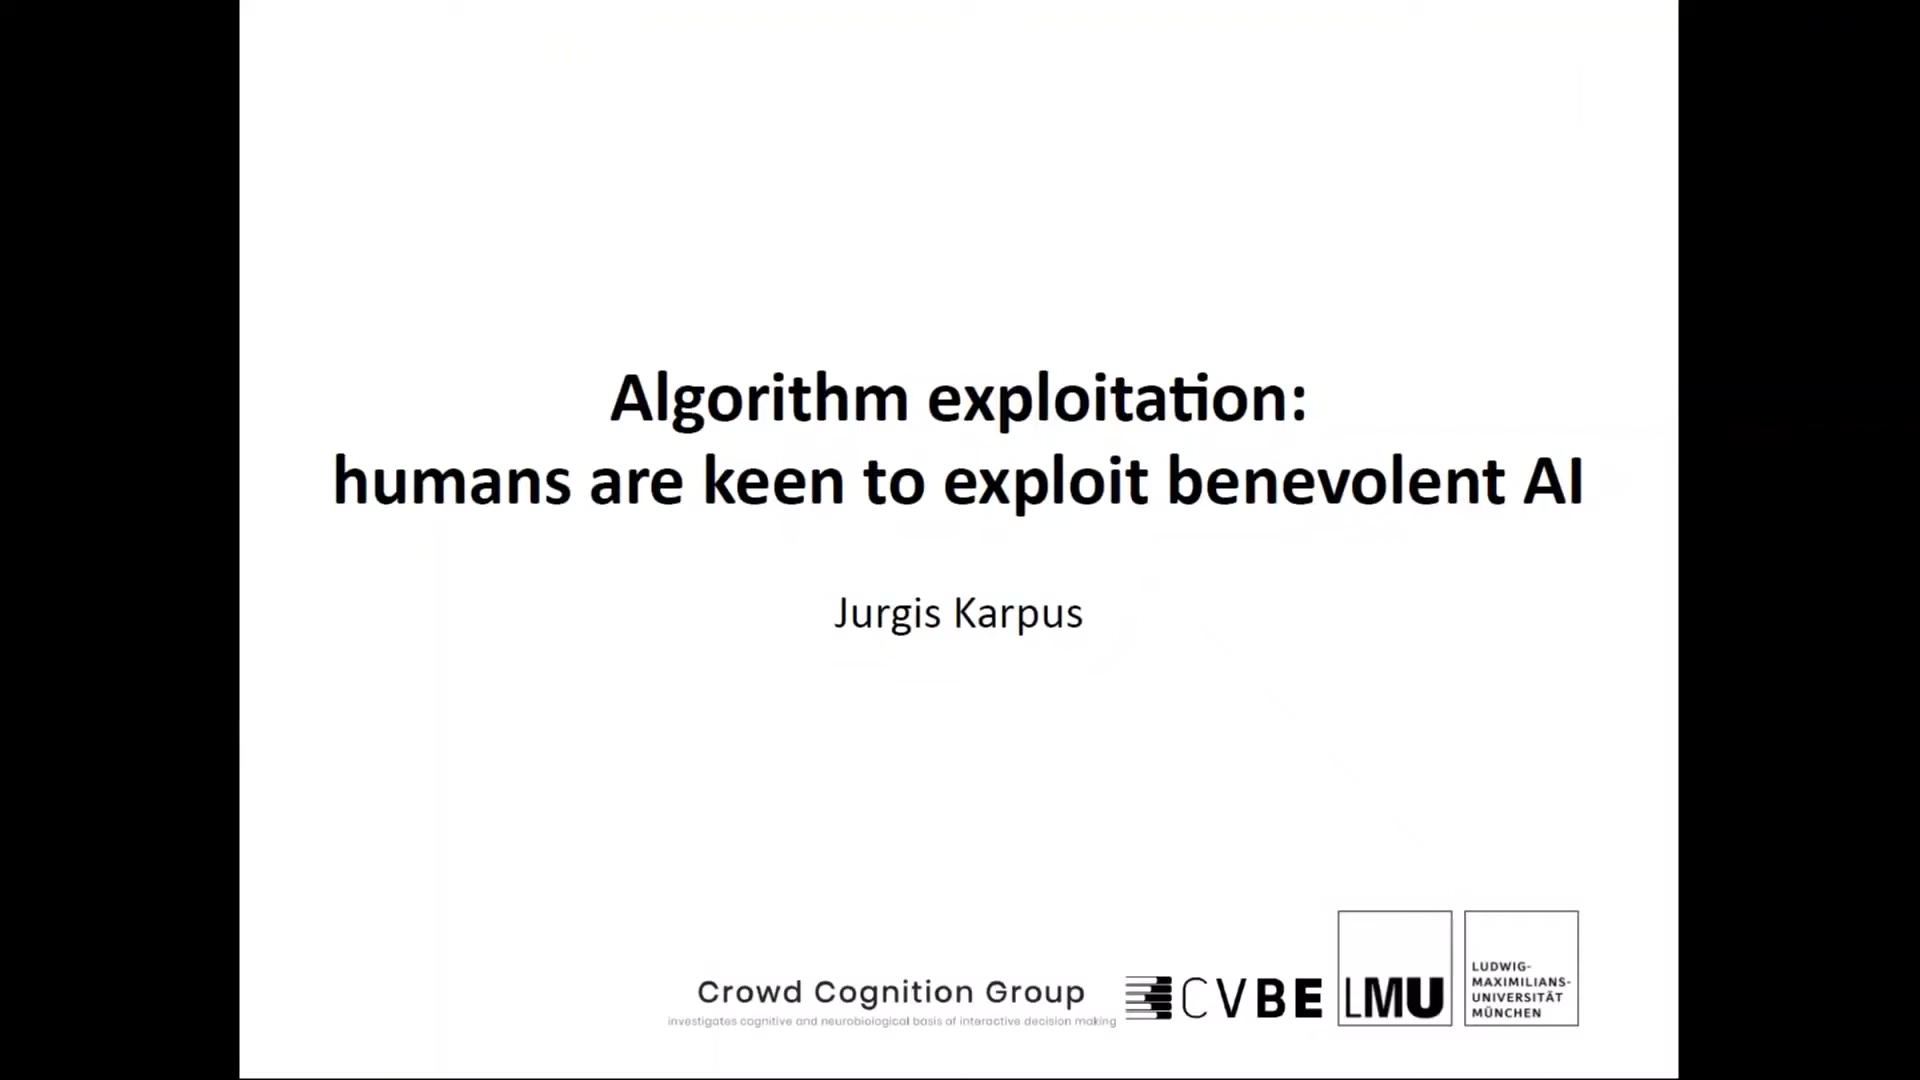 Algorithm exploitation:
humans are keen to exploit benevolent AI
Jurgis Karpus
Crowd Cognition Group
investigates cognitive and neurobiological basis of interactive decision making
CVBE
LMU
LUDWIG-
MAXIMILIANS-
UNIVERSITÄT
MÜNCHEN